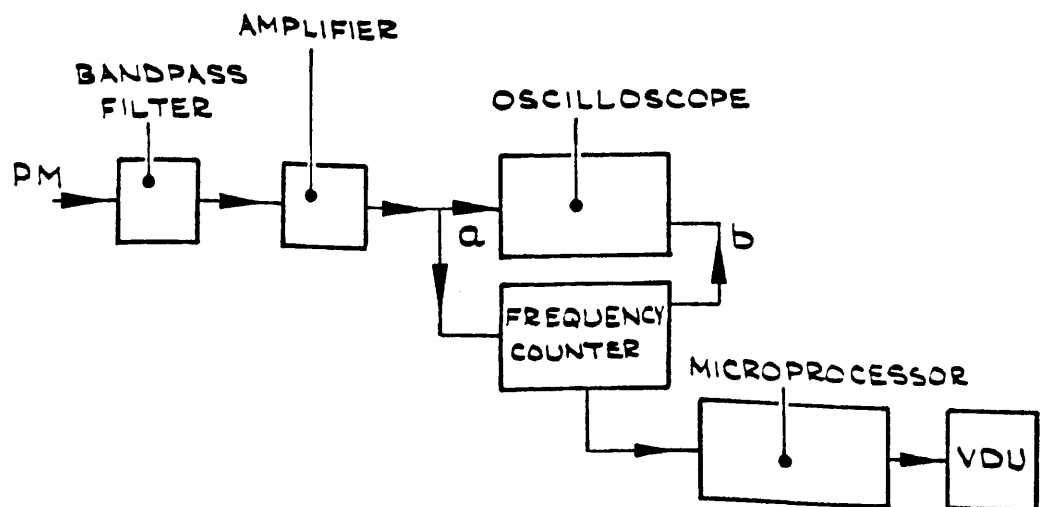 AMPLIFIER
BANDPASS
FILTER
OSCILLOSCOPE
PM
a
b
FREQUENCY
COUNTER
MICROPROCESSOR
VDU